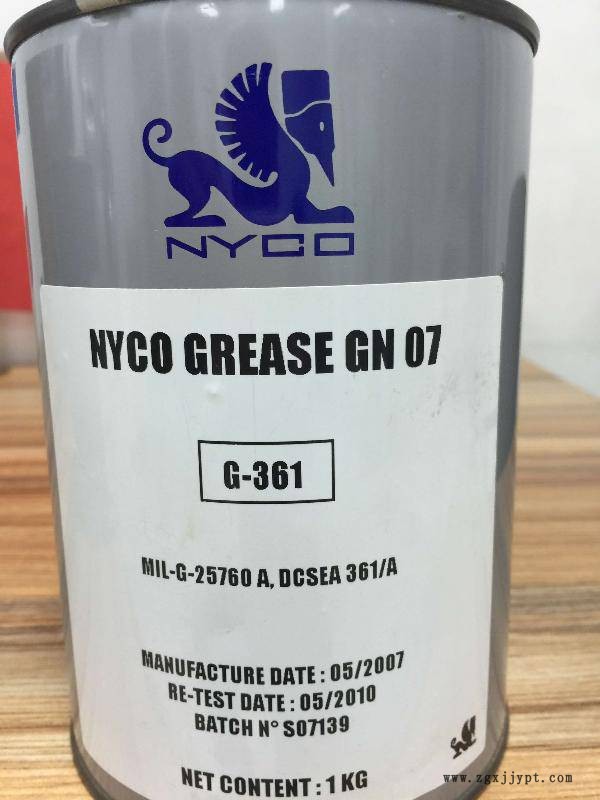 NYCO
NYCO GREASE GN 07
G-361
MIL-G-25760 A, DCSEA 361/A
MANUFACTURE DATE : 05/2007
RE-TEST DATE : 05/2010
BATCH N° S07139
NET CONTENT : 1 KG
www.zgxjjypt.com